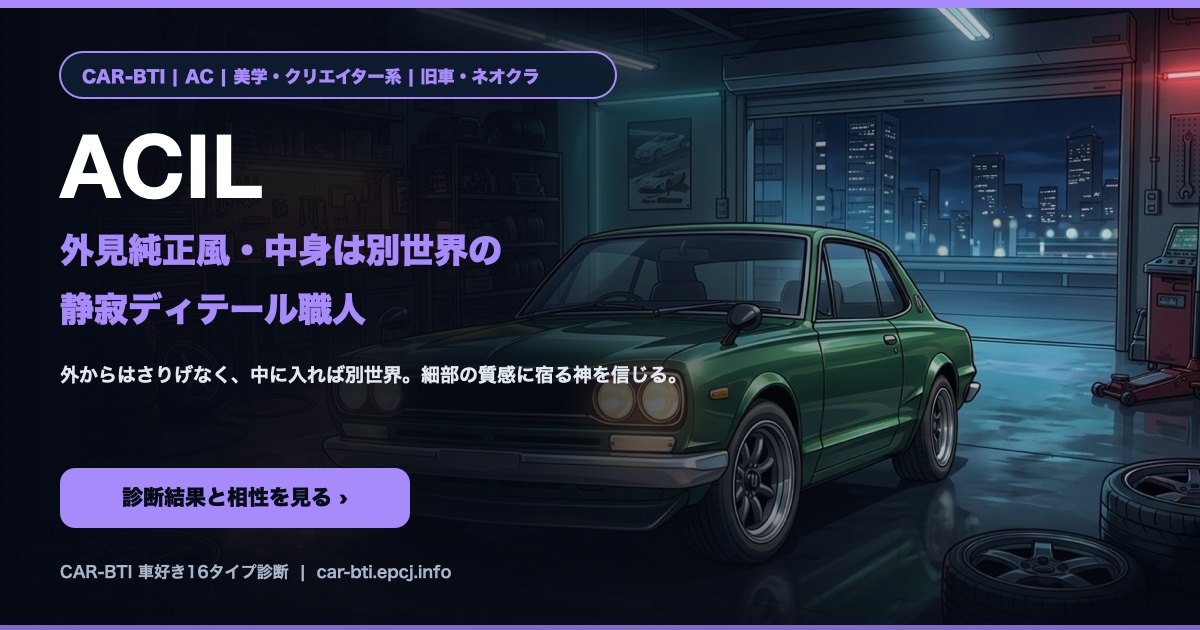 CAR-BTI | AC | 美学・クリエイター系 | 旧車・ネオクラ
ACIL
外見純正風・中身は別世界の
静寂ディテール職人
外からはさりげなく、中に入れば別世界。細部の質感に宿る神を信じる。
診断結果と相性を見る ›
CAR-BTI 車好き16タイプ診断 | car-bti.epcj.info